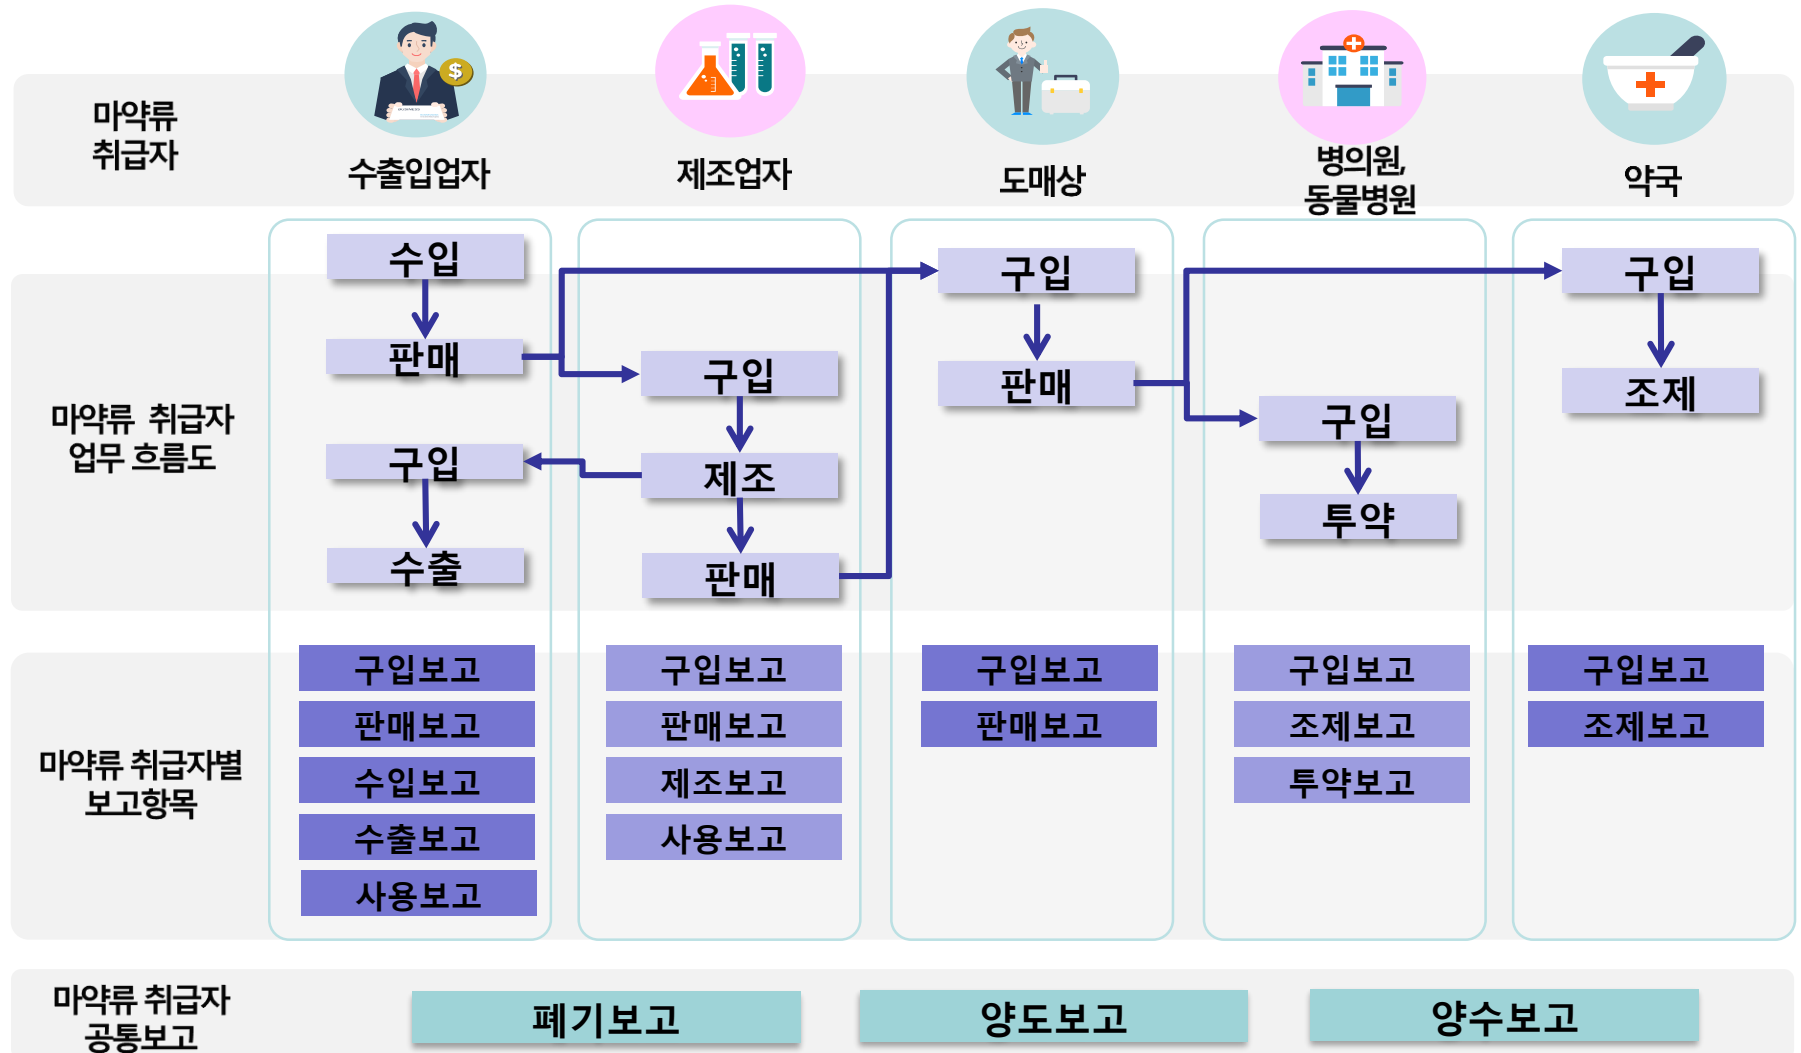 마약류
취급자
수출입업자
제조업자
도매상
병의원,
동물병원
약국
마약류 취급자
업무 흐름도
수입
판매
구입
수출
구입
제조
판매
구입
판매
구입
투약
구입
조제
마약류 취급자별
보고항목
구입보고
판매보고
수입보고
수출보고
사용보고
구입보고
판매보고
제조보고
사용보고
구입보고
판매보고
구입보고
조제보고
투약보고
구입보고
조제보고
마약류 취급자
공통보고
폐기보고
양도보고
양수보고